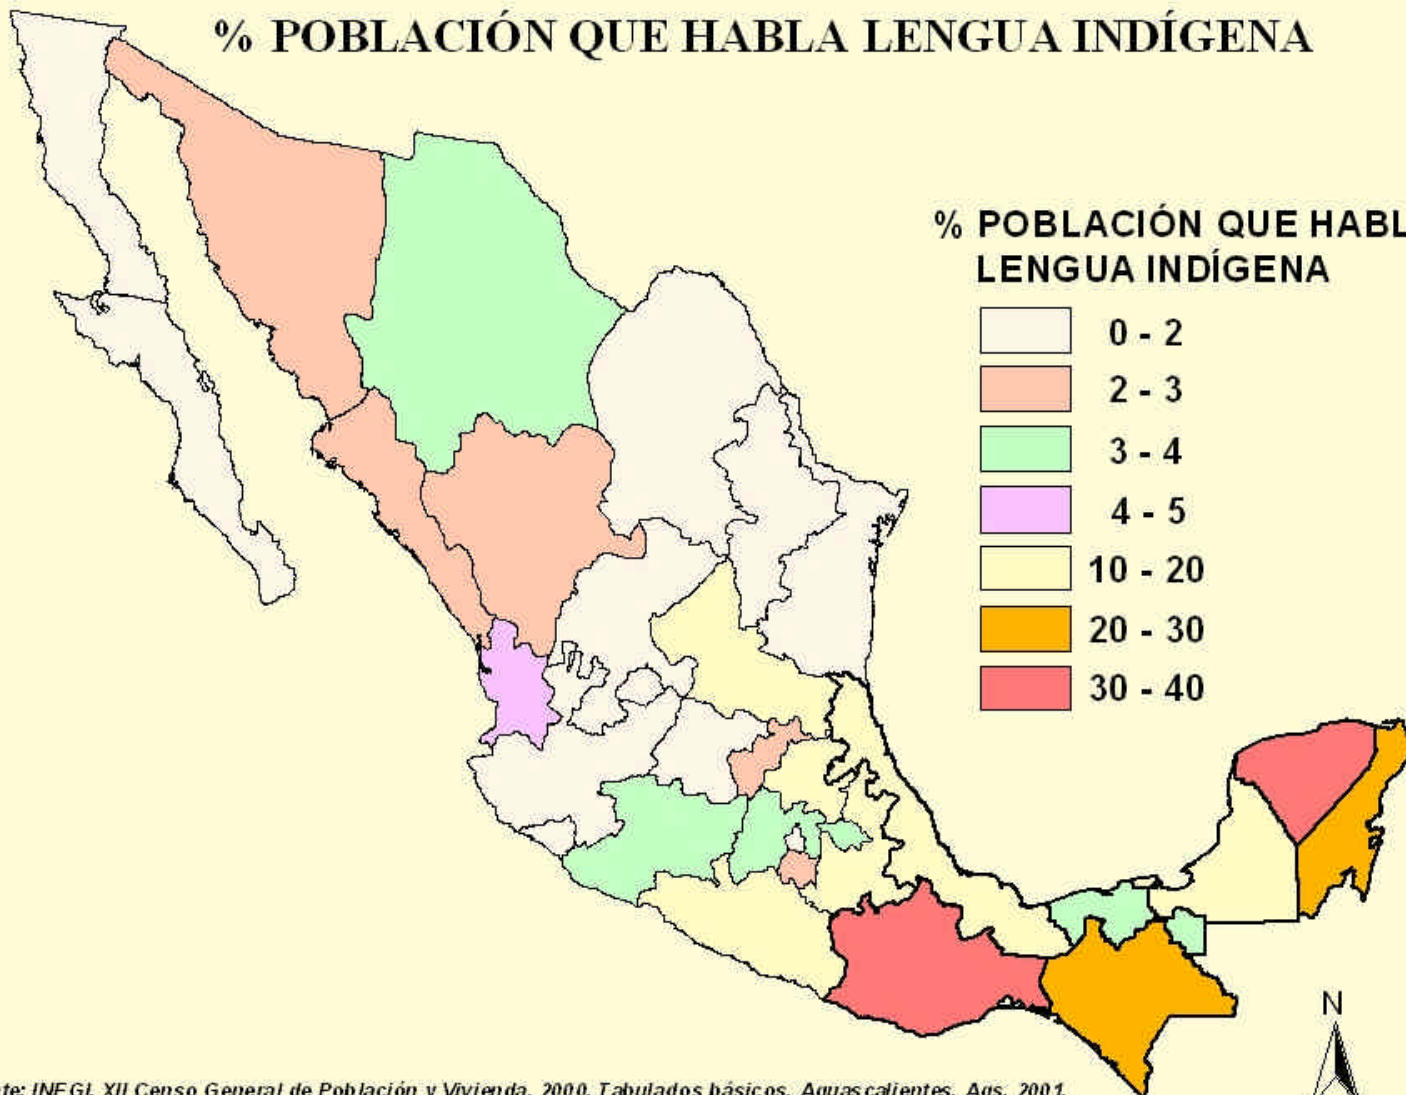 % POBLACIÓN QUE HABLA LENGUA INDÍGENA
% POBLACIÓN QUE HABL
LENGUA INDÍGENA
0 - 2
2 - 3
3 - 4
4 - 5
10 - 20
20 - 30
30 - 40
N
te: INEGI. XII Censo General de Población y Vivienda, 2000. Tabulados básicos. Aguascalientes, Ags. 2001.